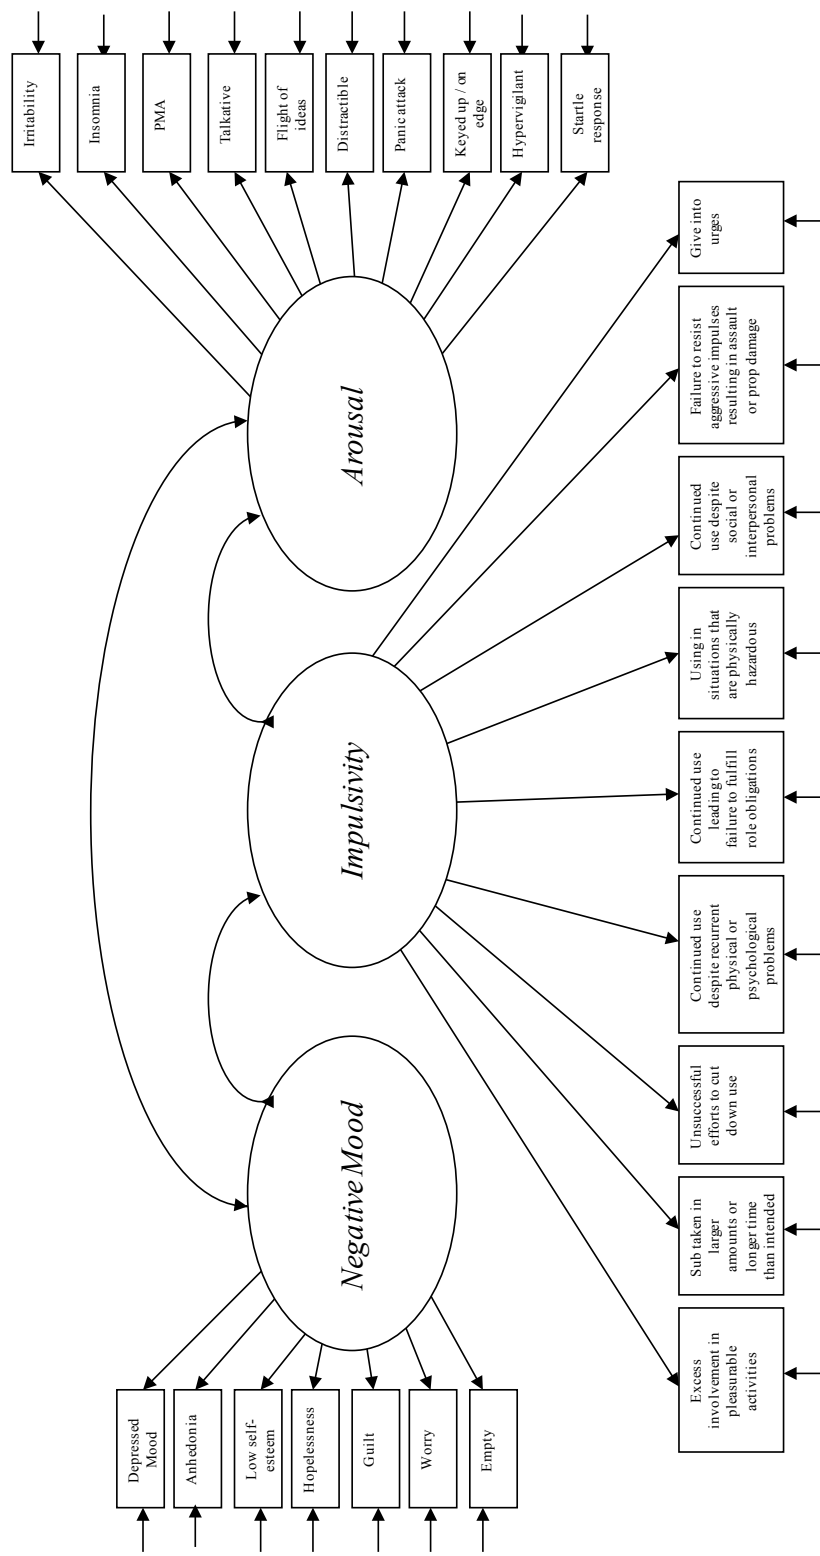 Depressed
Mood
Anhedonia
Low self-
esteem
Hopelessness
Guilt
Worry
Empty
Negative Mood
Impulsivity
Arousal
Irritability
Insomnia
PMA
Talkative
Flight of
ideas
Distractible
Panic attack
Keyed up / on
edge
Hypervigilant
Startle
response
Excess
involvement in
pleasurable
activities
Sub taken in
larger
amounts or
longer time
than intended
Unsuccessful
efforts to cut
down use
Continued use
despite recurrent
physical or
psychological
problems
Continued use
leading to
failure to fulfill
role obligations
Using in
situations that
are physically
hazardous
Continued
use despite
social or
interpersonal
problems
Failure to resist
aggressive impulses
resulting in assault
or prop damage
Give into
urges